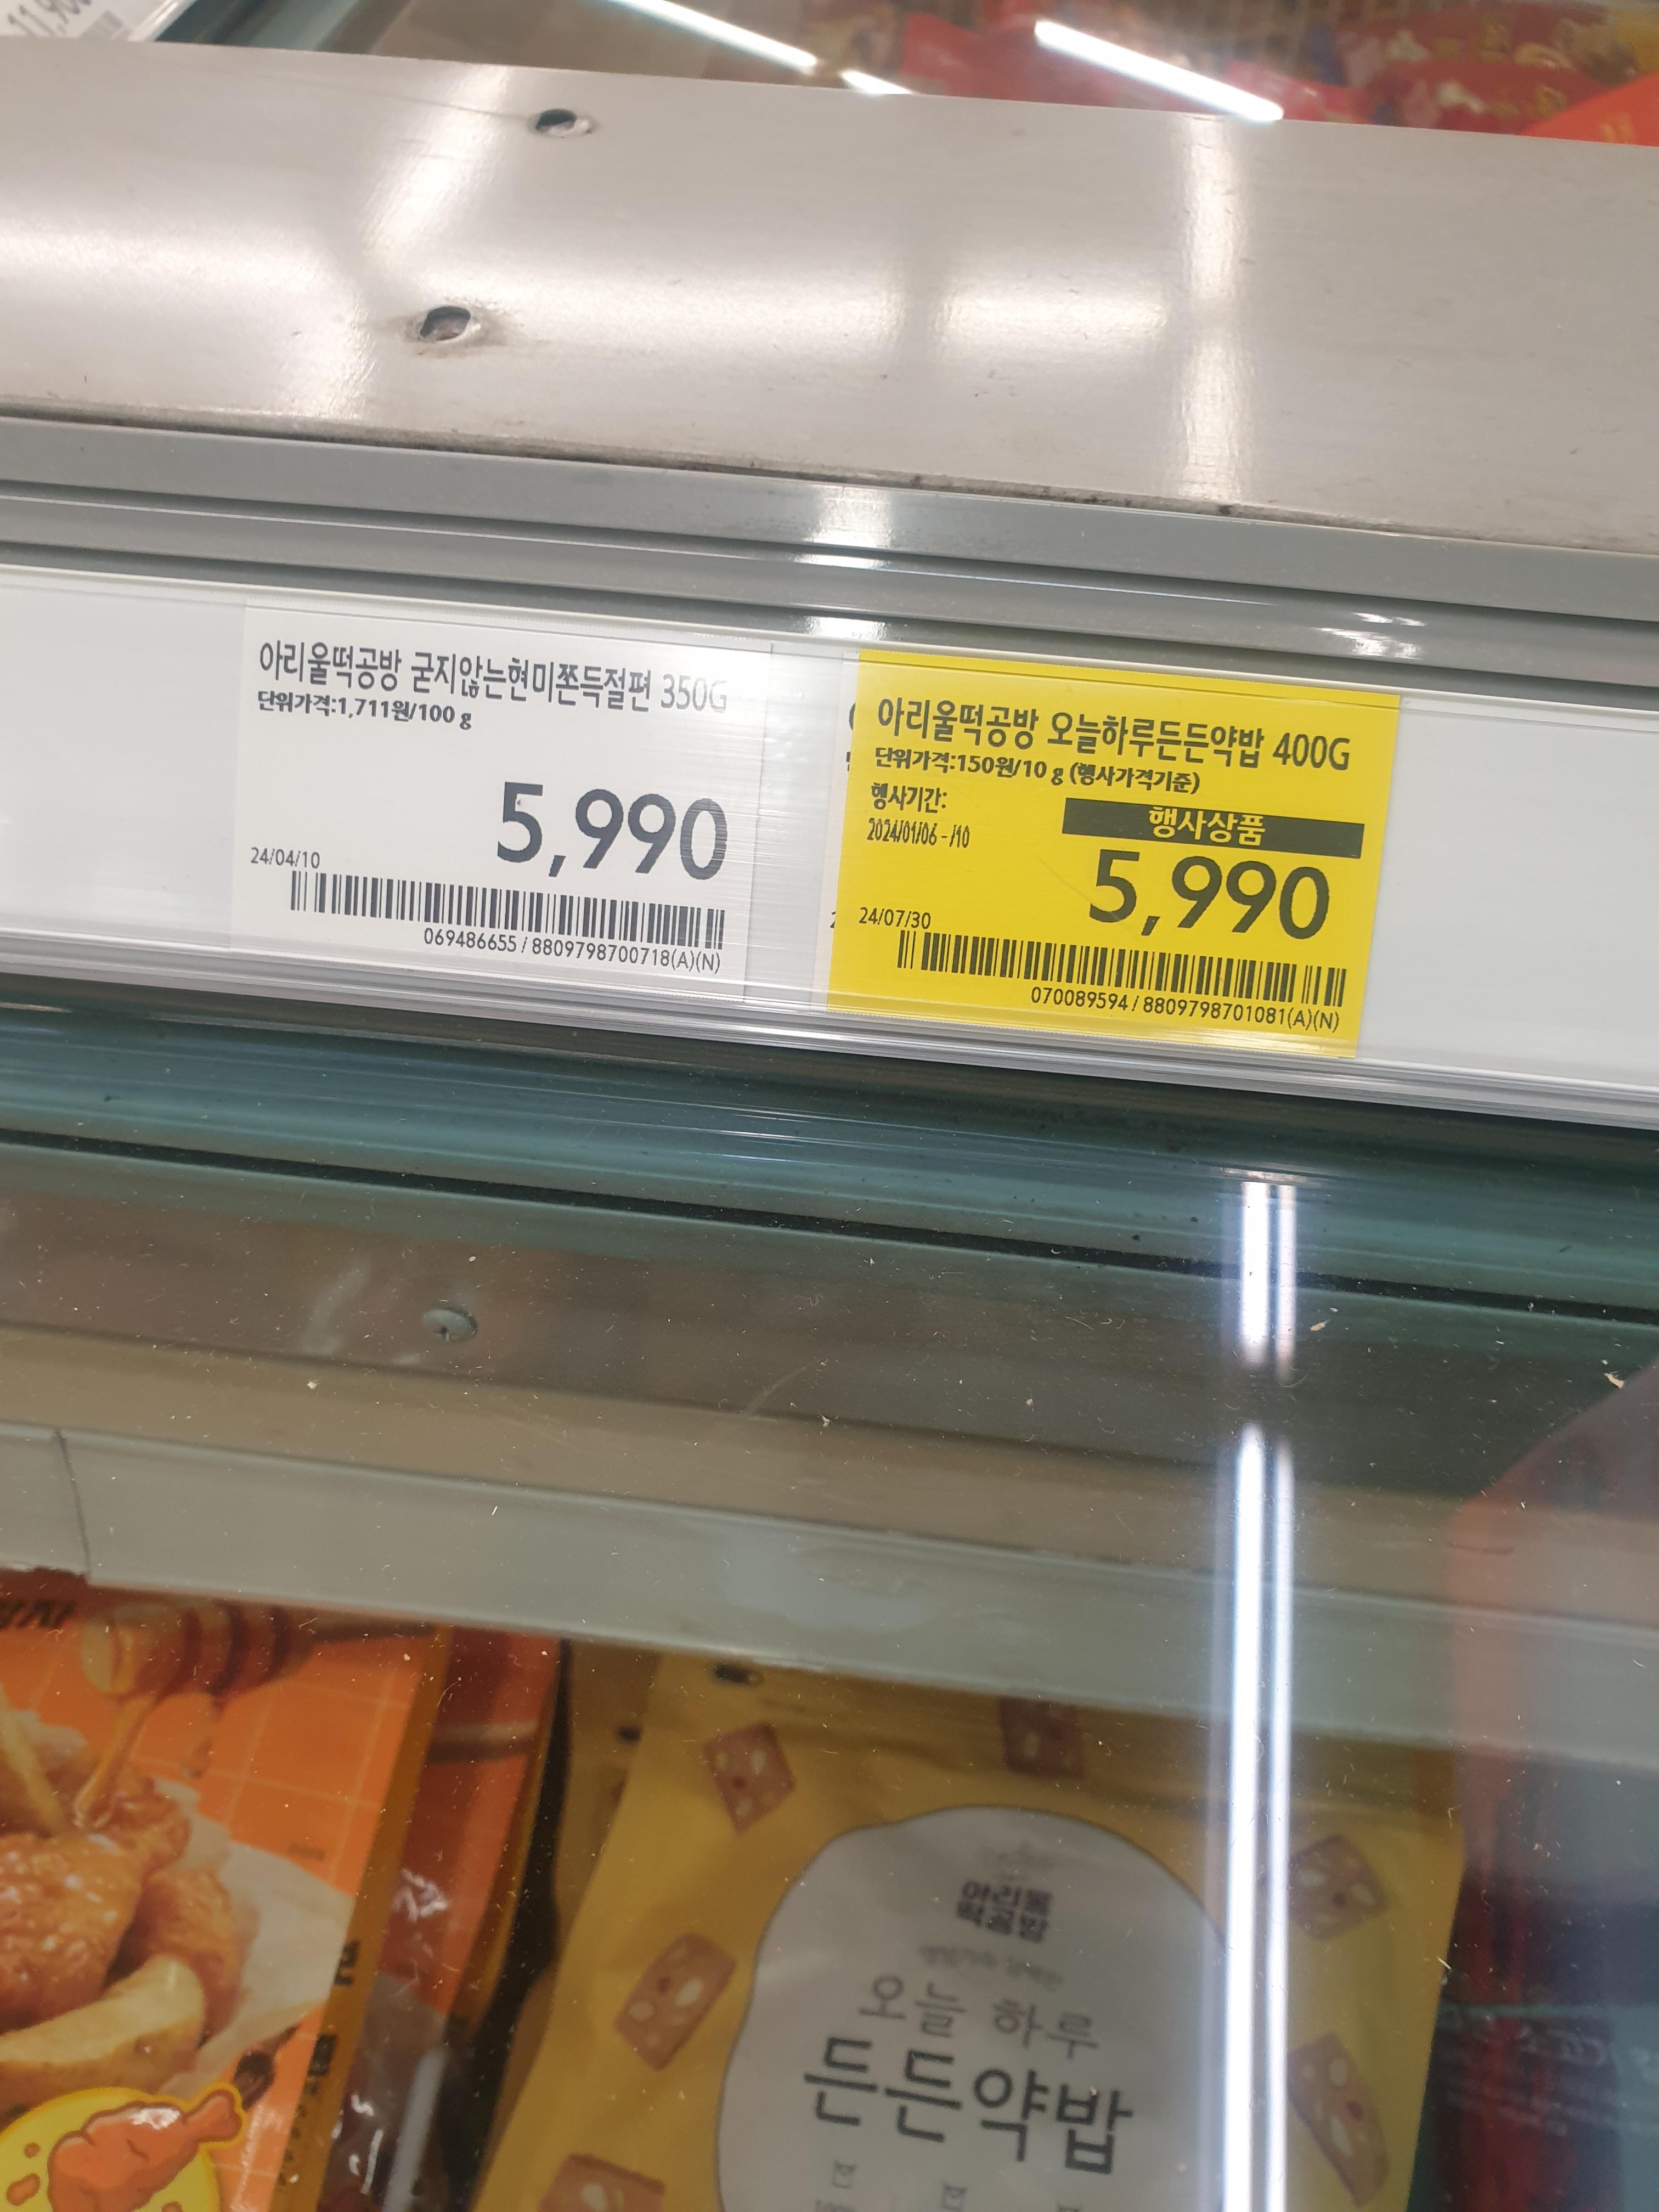 아리울떡공방 굳지않는현미쫀득절편 350G
단위가격:1,711원/100 g
5,990
24/04/10
069486655 / 8809798700718(A)(N)
아리울떡공방 오늘하루든든약밥 400G
단위가격:150원/10 g (행사가격기준)
행사기간:
2024/01/06 - /10
행사상품
5,990
24/07/30
070089594 / 8809798701081(A)(N)
아리울
떡공방
오늘 하루
든든약밥